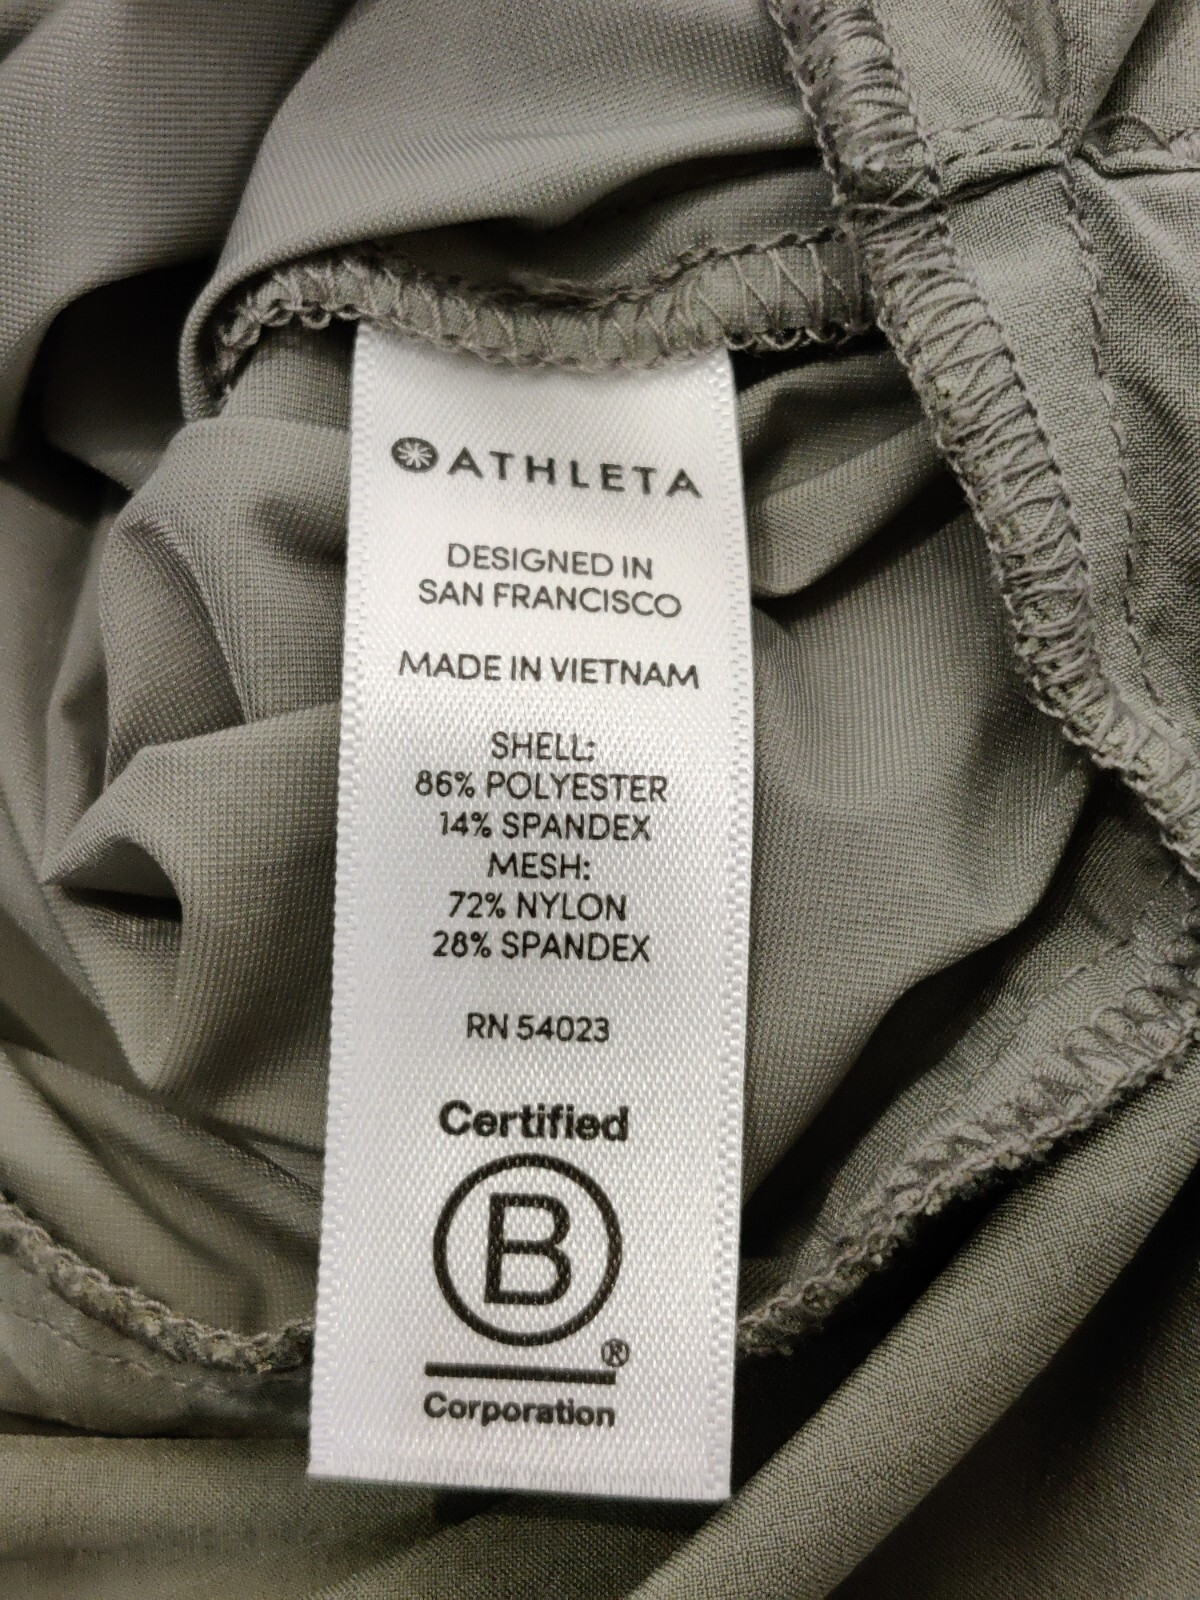 ATHLETA
DESIGNED IN
SAN FRANCISCO
MADE IN VIETNAM
SHELL:
86% POLYESTER
14% SPANDEX
MESH:
72% NYLON
28% SPANDEX
RN 54023
Certified
B
®
Corporation